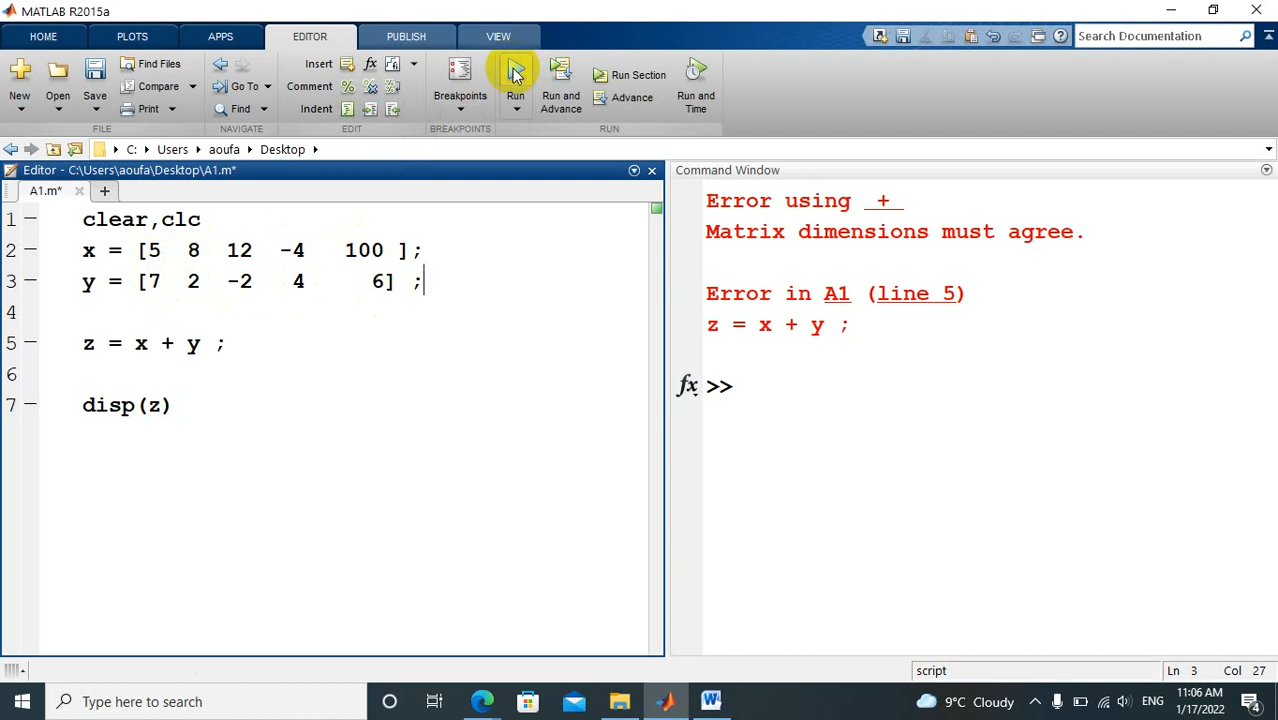 MATLAB R2015a
HOME PLOTS APPS EDITOR PUBLISH VIEW Search Documentation
New Open Save Find Files Compare Print
Go To Find
Insert fx Comment Indent
Breakpoints Run Run and Advance Run Section Advance Run and Time
FILE NAVIGATE EDIT BREAKPOINTS RUN
C: Users aoufa Desktop
Editor - C:\Users\aoufa\Desktop\A1.m*
A1.m*
1 clear,clc
2 x = [5 8 12 -4 100 ];
3 y = [7 2 -2 4 6] ;
4
5 z = x + y ;
6
7 disp(z)
Command Window
Error using +
Matrix dimensions must agree.
Error in A1 (line 5)
z = x + y ;
fx >>
script Ln 3 Col 27
Type here to search 9°C Cloudy ENG 11:06 AM
1/17/2022 4